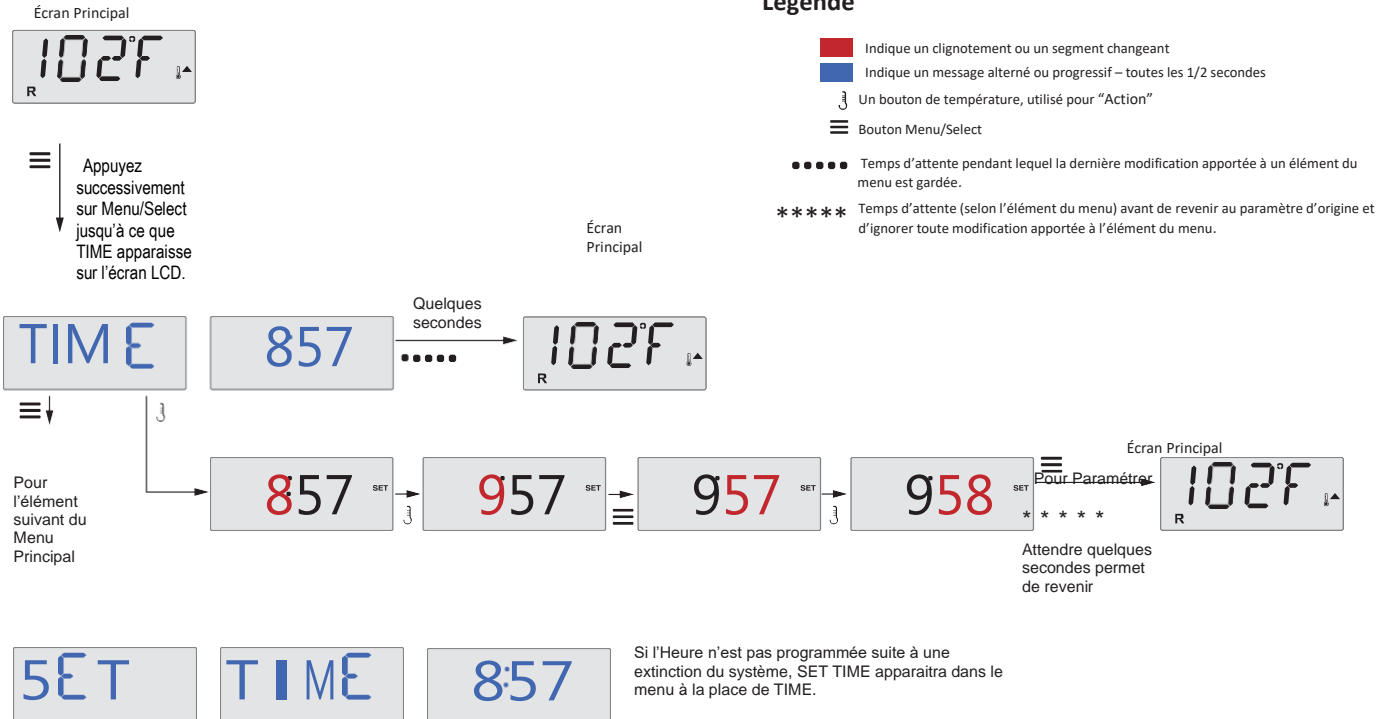 Écran Principal
102°F
R
Légende
Indique un clignotement ou un segment changeant
Indique un message alterné ou progressif – toutes les 1/2 secondes
Un bouton de température, utilisé pour “Action”
Bouton Menu/Select
Temps d’attente pendant lequel la dernière modification apportée à un élément du
menu est gardée.
***** Temps d’attente (selon l’élément du menu) avant de revenir au paramètre d’origine et
d’ignorer toute modification apportée à l’élément du menu.
Appuyez
successivement
sur Menu/Select
jusqu’à ce que
TIME apparaisse
sur l’écran LCD.
TIME
8:57
Quelques
secondes
Écran
Principal
102°F
R
Pour
l’élément
suivant du
Menu
Principal
8:57 SET
9:57 SET
9:57 SET
9:58 SET
Pour Paramétrer
* * * * *
Attendre quelques
secondes permet
de revenir
Écran Principal
102°F
R
SET
TIME
8:57
Si l’Heure n’est pas programmée suite à une
extinction du système, SET TIME apparaitra dans le
menu à la place de TIME.